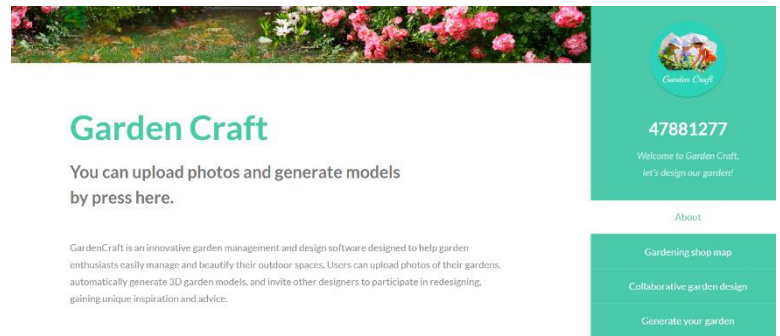 Garden Craft
You can upload photos and generate models
by press here.
GardenCraft is an innovative garden management and design software designed to help garden
enthusiasts easily manage and beautify their outdoor spaces. Users can upload photos of their gardens,
automatically generate 3D garden models, and invite other designers to participate in redesigning,
gaining unique inspiration and advice.
Garden Craft
47881277
Welcome to Garden Craft,
let's design our garden!
About
Gardening shop map
Collaborative garden design
Generate your garden